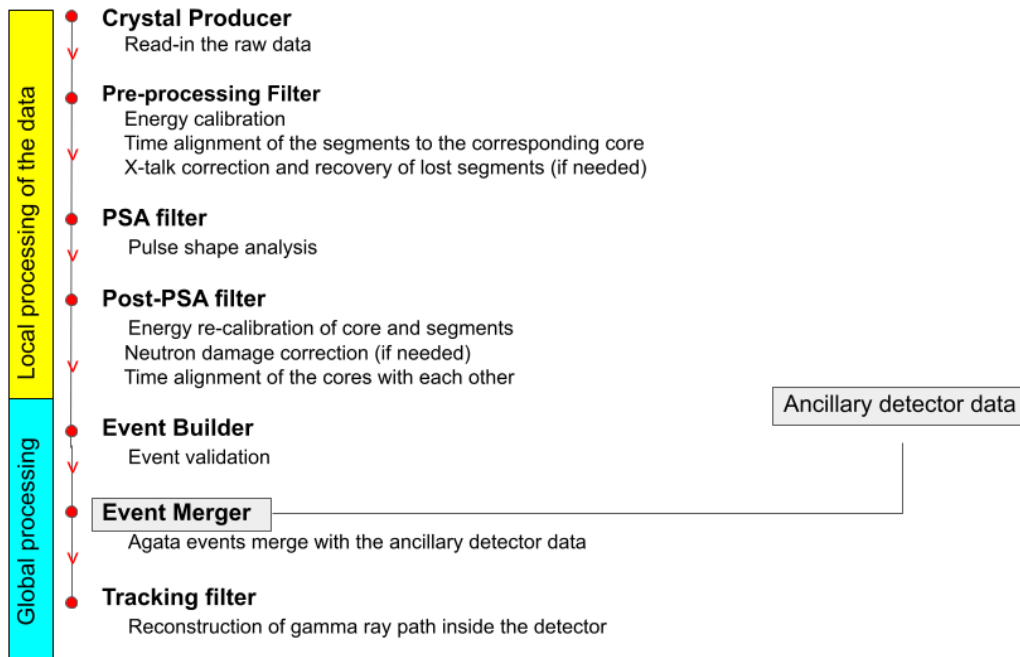 Local processing of the data
Global processing
Crystal Producer
Read-in the raw data
Pre-processing Filter
Energy calibration
Time alignment of the segments to the corresponding core
X-talk correction and recovery of lost segments (if needed)
PSA filter
Pulse shape analysis
Post-PSA filter
Energy re-calibration of core and segments
Neutron damage correction (if needed)
Time alignment of the cores with each other
Ancillary detector data
Event Builder
Event validation
Event Merger
Agata events merge with the ancillary detector data
Tracking filter
Reconstruction of gamma ray path inside the detector